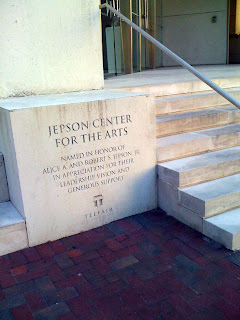 JEPSON CENTER
FOR THE ARTS
NAMED IN HONOR OF
ALICE A. AND ROBERT S. JEPSON, JR.
IN APPRECIATION FOR THEIR
LEADERSHIP, VISION AND
GENEROUS SUPPORT
TELFAIR